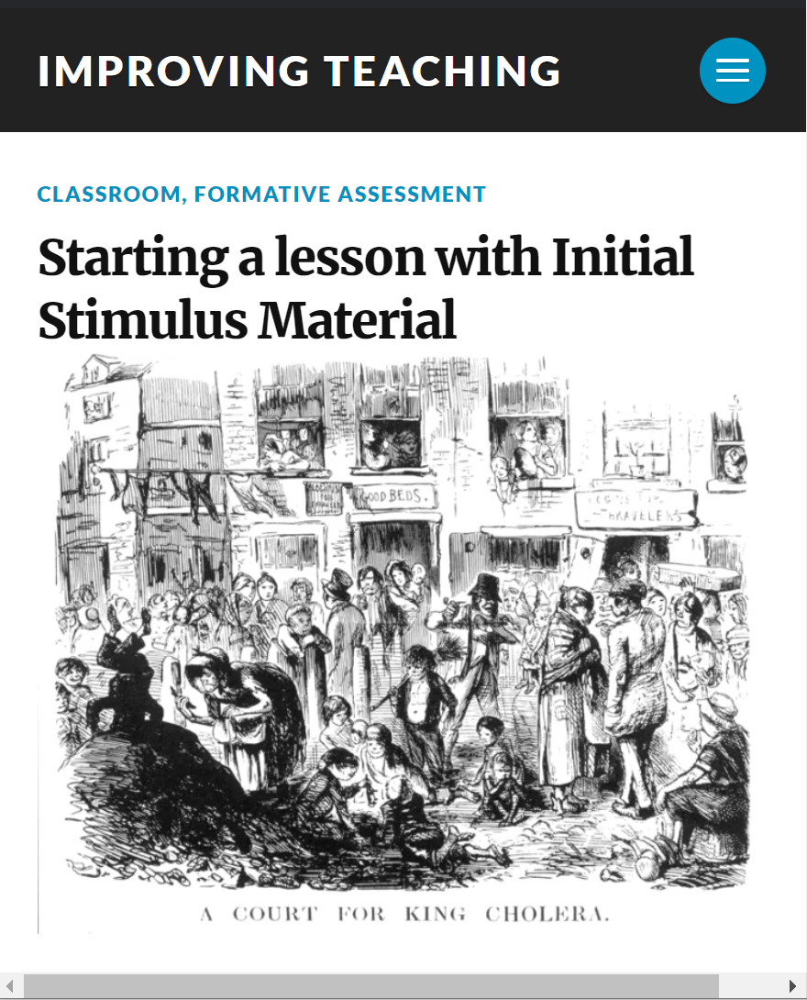 IMPROVING TEACHING
CLASSROOM, FORMATIVE ASSESSMENT
Starting a lesson with Initial
Stimulus Material
GOOD BEDS.
TRAVELERS
A COURT FOR KING CHOLERA.